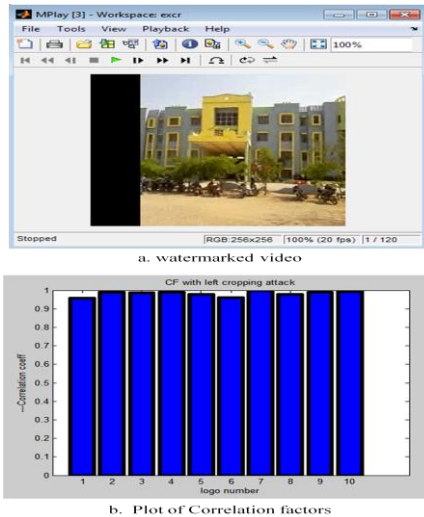 MPlay [3] - Workspace: excr
File Tools View Playback Help
100%
Stopped
RGB:256x256 100% (20 fps) 1 / 120
a. watermarked video
CF with left cropping attack
1
0.9
0.8
0.7
0.6
0.5
0.4
0.3
0.2
0.1
0
---Correlation coeff
1 2 3 4 5 6 7 8 9 10
logo number
b. Plot of Correlation factors